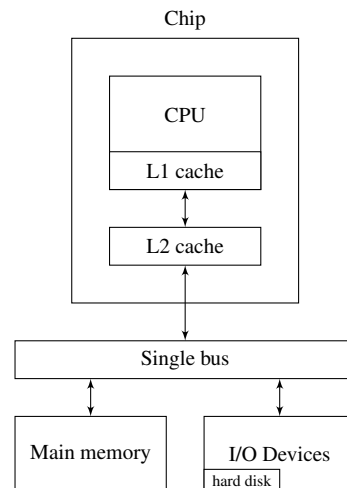 Chip
CPU
L1 cache
L2 cache
Single bus
Main memory
I/O Devices
hard disk